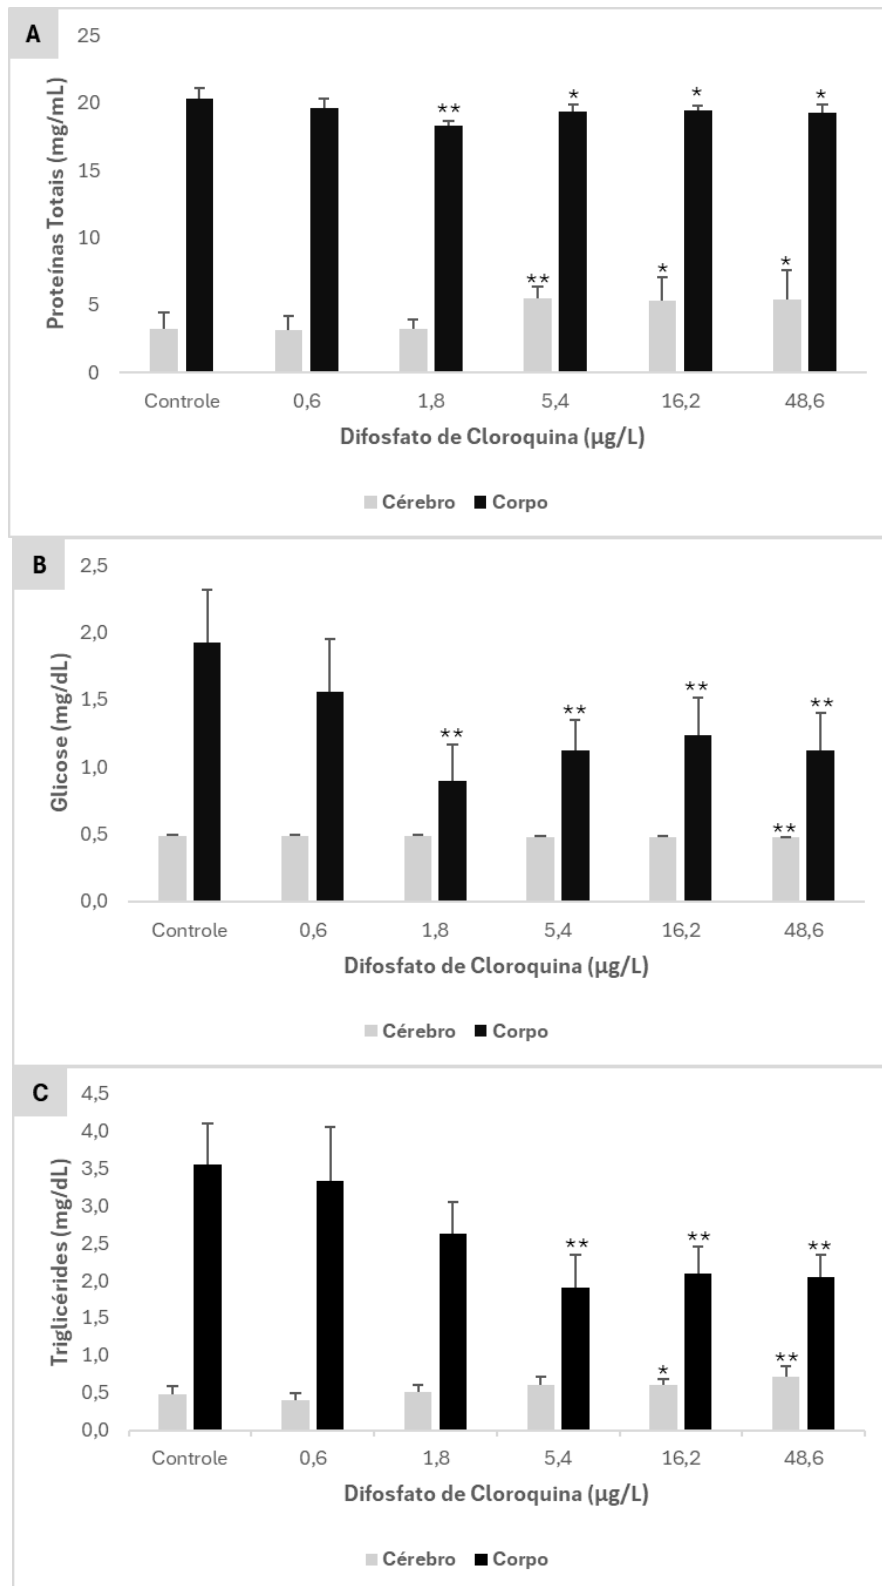 A
Proteínas Totais (mg/mL)
25
20
15
10
5
0
** * * *
** * *
Controle 0,6 1,8 5,4 16,2 48,6
Difosfato de Cloroquina (µg/L)
Cérebro Corpo
B
Glicose (mg/dL)
2,5
2,0
1,5
1,0
0,5
0,0
** ** ** **
**
Controle 0,6 1,8 5,4 16,2 48,6
Difosfato de Cloroquina (µg/L)
Cérebro Corpo
C
Triglicérides (mg/dL)
4,5
4,0
3,5
3,0
2,5
2,0
1,5
1,0
0,5
0,0
** ** **
* **
Controle 0,6 1,8 5,4 16,2 48,6
Difosfato de Cloroquina (µg/L)
Cérebro Corpo